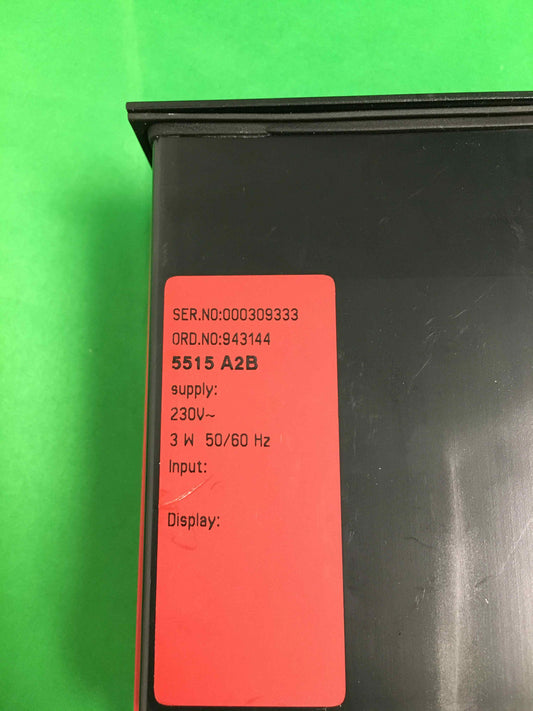 SER.NO:000309333
ORD.NO:943144
5515 A2B
supply:
230V~
3 W 50/60 Hz
Input:
Display: